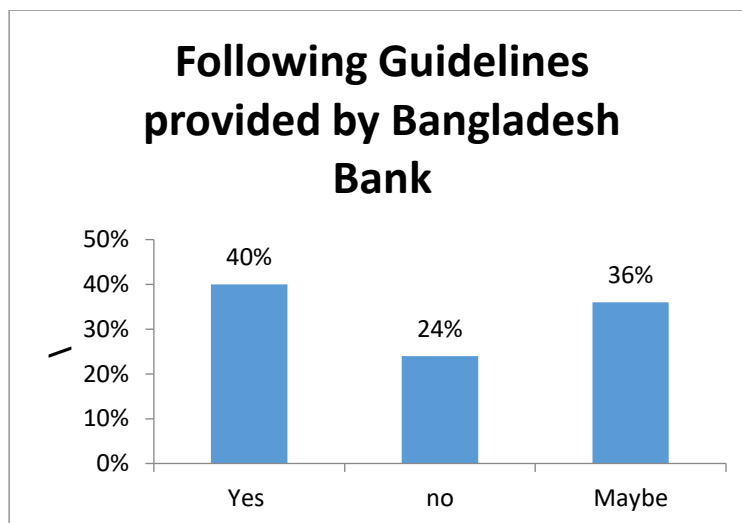 Following Guidelines
provided by Bangladesh
Bank
50%
40%
30%
20%
10%
0%
\
40%
24%
36%
Yes
no
Maybe